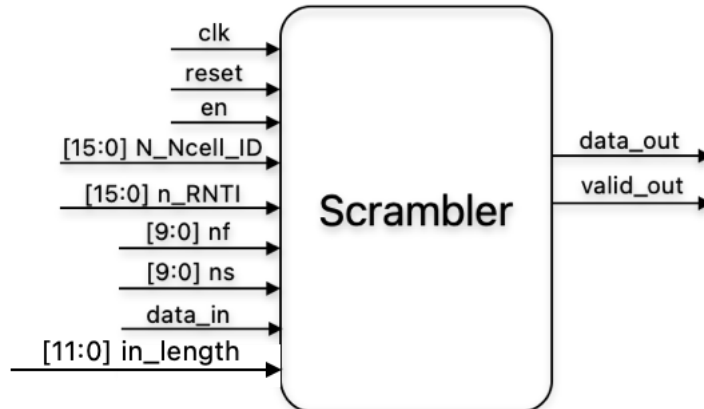 clk
reset
en
[15:0] N_Ncell_ID
[15:0] n_RNTI
[9:0] nf
[9:0] ns
data_in
[11:0] in_length
Scrambler
data_out
valid_out